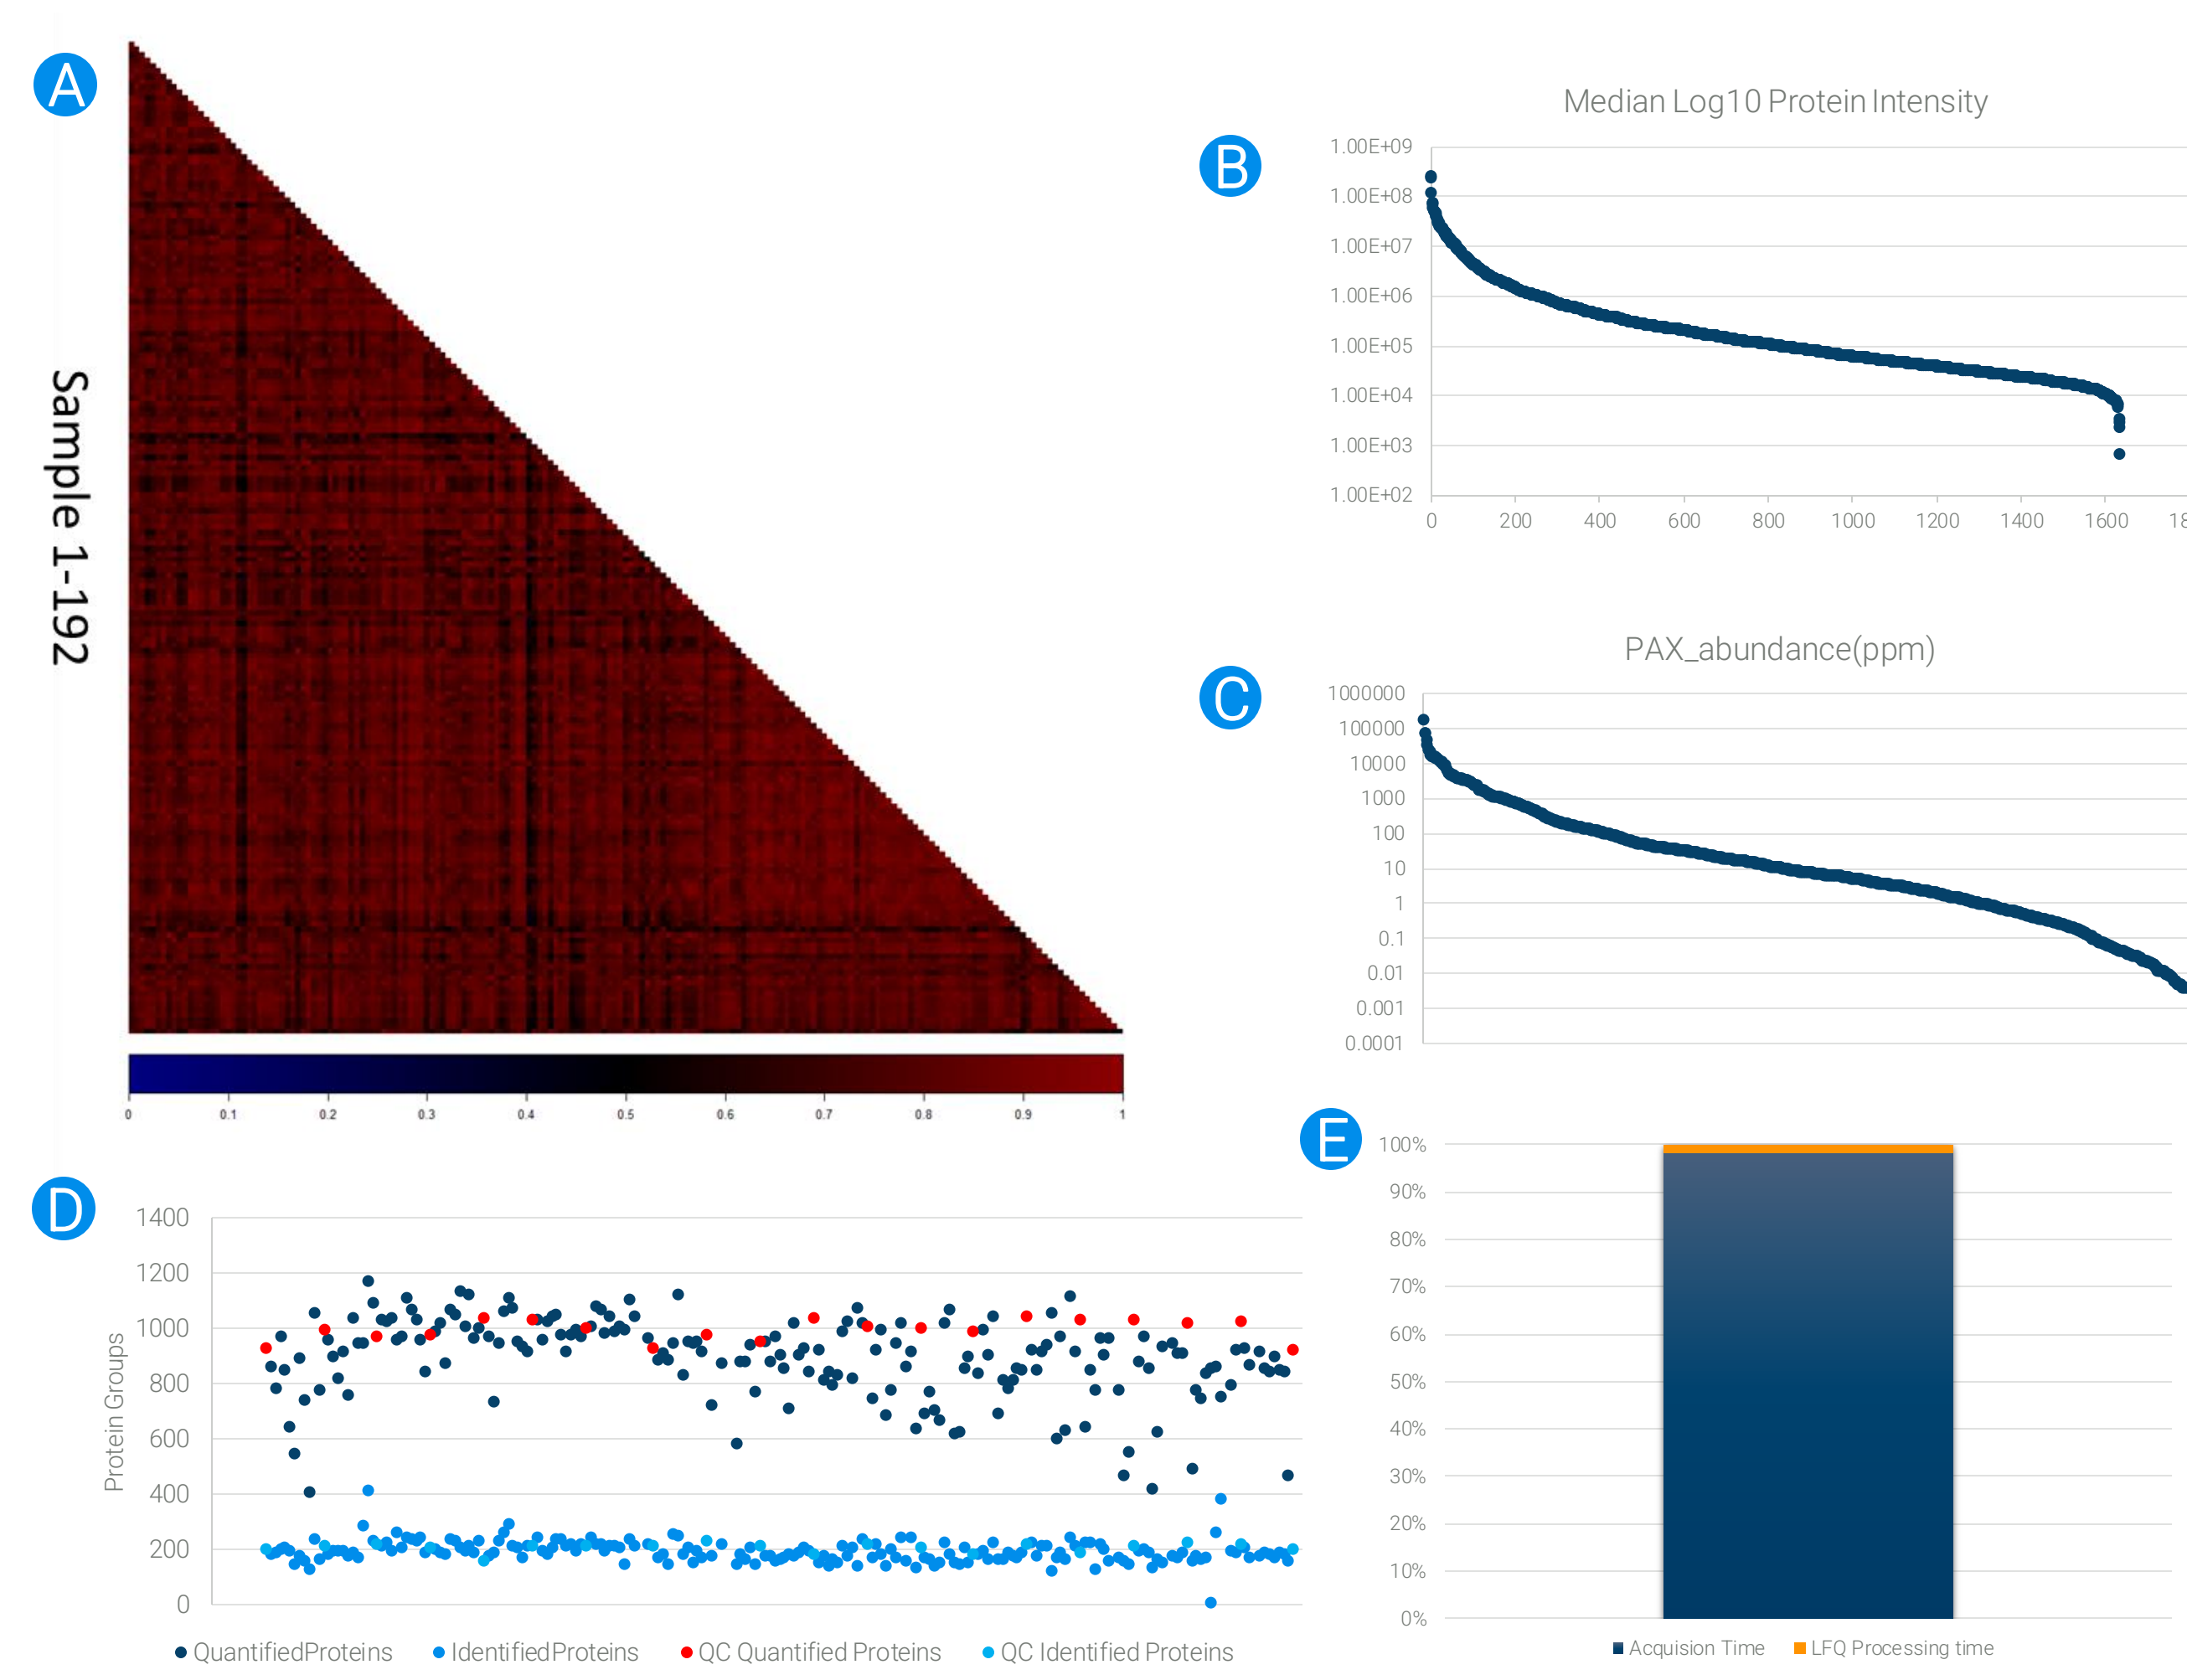 A
Sample 1-192
0 0.1 0.2 0.3 0.4 0.5 0.6 0.7 0.8 0.9 1
B
Median Log10 Protein Intensity
1.00E+09
1.00E+08
1.00E+07
1.00E+06
1.00E+05
1.00E+04
1.00E+03
1.00E+02
0 200 400 600 800 1000 1200 1400 1600 18
C
PAX_abundance(ppm)
1000000
100000
10000
1000
100
10
1
0.1
0.01
0.001
0.0001
D
Protein Groups
1400
1200
1000
800
600
400
200
0
QuantifiedProteins IdentifiedProteins QC Quantified Proteins QC Identified Proteins
E
100%
90%
80%
70%
60%
50%
40%
30%
20%
10%
0%
Acquision Time LFQ Processing time